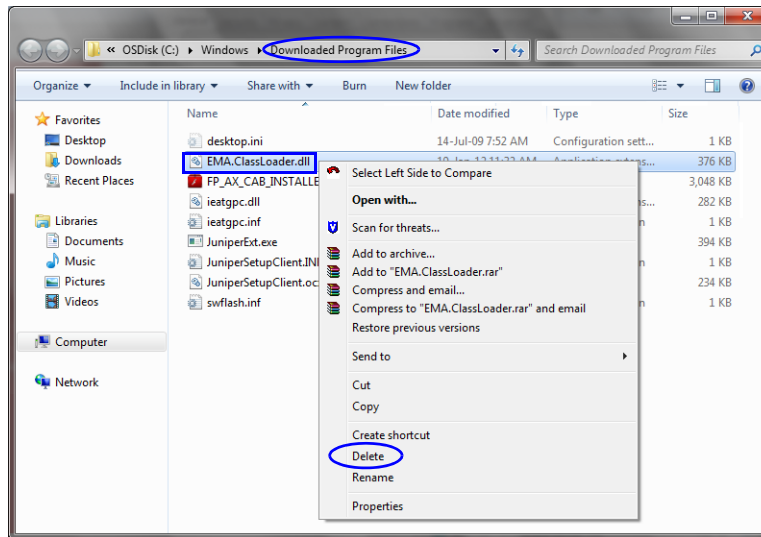 « OSDisk (C:) ▸ Windows ▸ Downloaded Program Files
Search Downloaded Program Files
Organize ▾ Include in library ▾ Share with ▾ Burn New folder
Name Date modified Type Size
Favorites
Desktop
Downloads
Recent Places
Libraries
Documents
Music
Pictures
Videos
Computer
Network
desktop.ini 14-Jul-09 7:52 AM Configuration sett... 1 KB
EMA.ClassLoader.dll 376 KB
FP_AX_CAB_INSTALLE 3,048 KB
ieatgpc.dll 282 KB
ieatgpc.inf 1 KB
JuniperExt.exe 394 KB
JuniperSetupClient.INI 1 KB
JuniperSetupClient.oc 234 KB
swflash.inf 1 KB
Select Left Side to Compare
Open with...
Scan for threats...
Add to archive...
Add to "EMA.ClassLoader.rar"
Compress and email...
Compress to "EMA.ClassLoader.rar" and email
Restore previous versions
Send to
Cut
Copy
Create shortcut
Delete
Rename
Properties